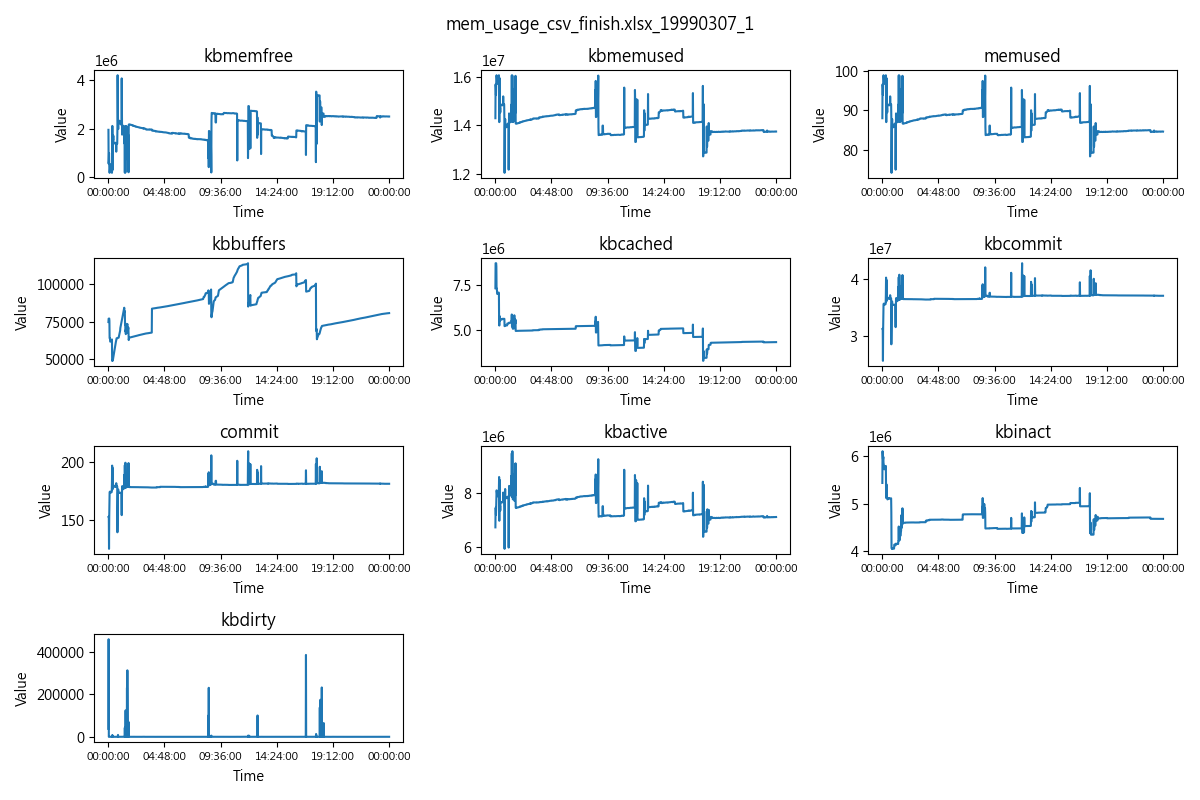 mem_usage_csv_finish.xlsx_19990307_1
kbmemfree
1e6
Value
4
2
0
00:00:00 04:48:00 09:36:00 14:24:00 19:12:00 00:00:00
Time
kbmemused
1e7
Value
1.6
1.4
1.2
00:00:00 04:48:00 09:36:00 14:24:00 19:12:00 00:00:00
Time
memused
Value
100
90
80
00:00:00 04:48:00 09:36:00 14:24:00 19:12:00 00:00:00
Time
kbbuffers
Value
100000
75000
50000
00:00:00 04:48:00 09:36:00 14:24:00 19:12:00 00:00:00
Time
kbcached
1e6
Value
7.5
5.0
00:00:00 04:48:00 09:36:00 14:24:00 19:12:00 00:00:00
Time
kbcommit
1e7
Value
4
3
00:00:00 04:48:00 09:36:00 14:24:00 19:12:00 00:00:00
Time
commit
Value
200
150
00:00:00 04:48:00 09:36:00 14:24:00 19:12:00 00:00:00
Time
kbactive
1e6
Value
8
6
00:00:00 04:48:00 09:36:00 14:24:00 19:12:00 00:00:00
Time
kbinact
1e6
Value
6
5
4
00:00:00 04:48:00 09:36:00 14:24:00 19:12:00 00:00:00
Time
kbdirty
Value
400000
200000
0
00:00:00 04:48:00 09:36:00 14:24:00 19:12:00 00:00:00
Time